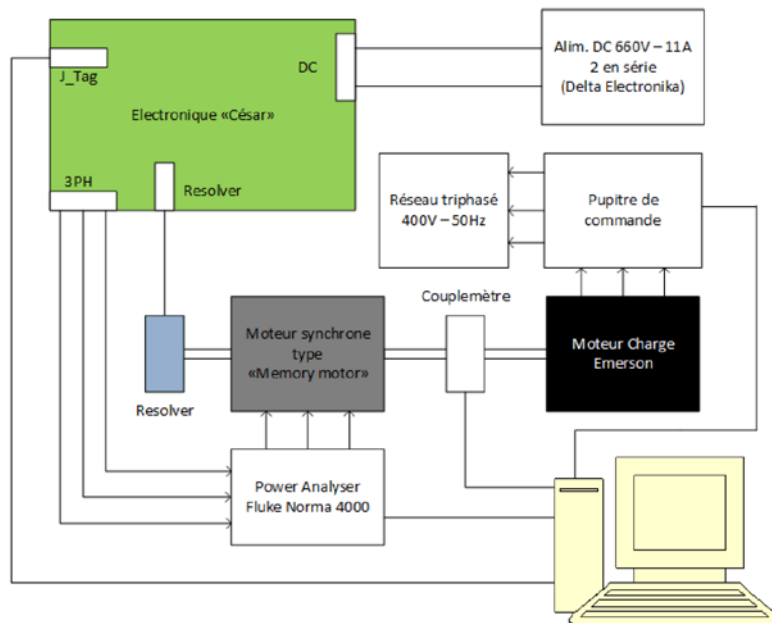 J_Tag
DC
Electronique «César»
3PH
Resolver
Alim. DC 660V – 11A
2 en série
(Delta Electronika)
Réseau triphasé
400V – 50Hz
Pupitre de
commande
Couplemètre
Moteur synchrone
type
«Memory motor»
Moteur Charge
Emerson
Resolver
Power Analyser
Fluke Norma 4000